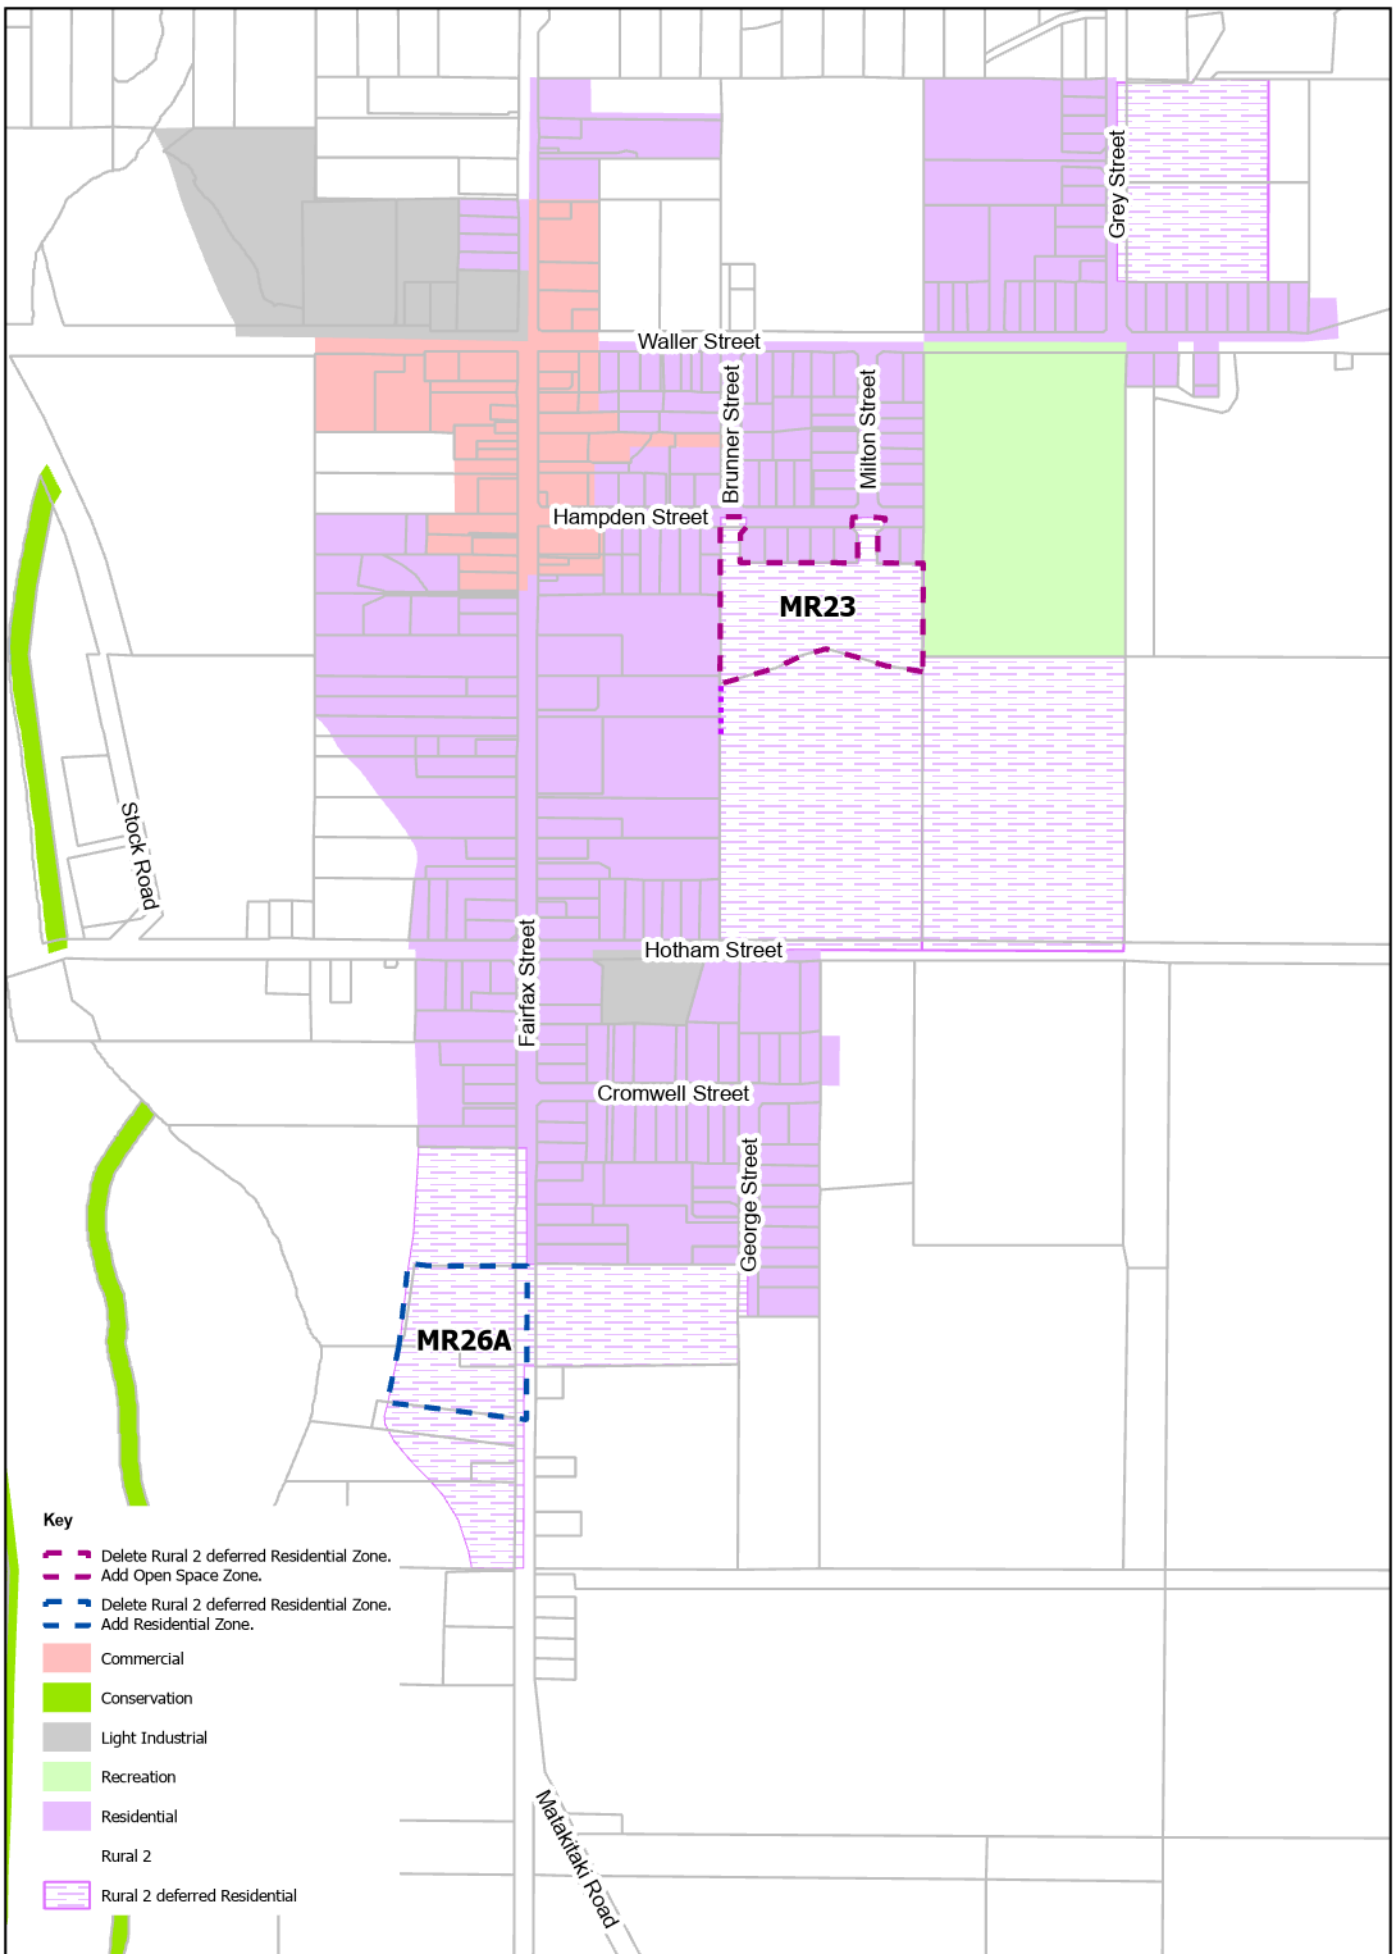 Grey Street
Waller Street
Brunner Street
Milton Street
Hampden Street
MR23
Stock Road
Fairfax Street
Hotham Street
Cromwell Street
George Street
MR26A
Key
Delete Rural 2 deferred Residential Zone.
Add Open Space Zone.
Delete Rural 2 deferred Residential Zone.
Add Residential Zone.
Commercial
Conservation
Light Industrial
Recreation
Residential
Rural 2
Rural 2 deferred Residential
Matakitaki Road